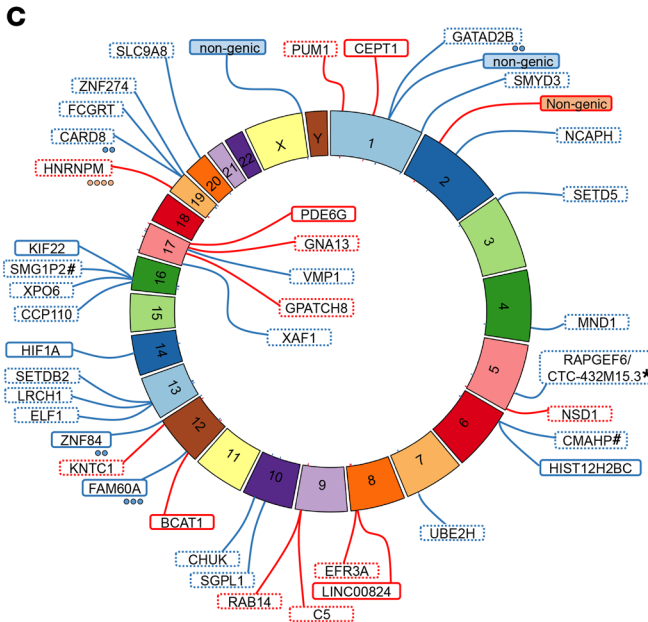 C
GATAD2B
SLC9A8
non-genic
PUM1
CEPT1
non-genic
SMYD3
ZNF274
Non-genic
FCGRT
CARD8
NCAPH
HNRNPM
SETD5
X
Y
1
2
3
4
5
6
7
8
9
10
11
12
13
14
15
16
17
18
19
20
21
22
PDE6G
GNA13
VMP1
GPATCH8
XAF1
KIF22
SMG1P2#
XPO6
CCP110
MND1
HIF1A
RAPGEF6/
CTC-432M15.3*
SETDB2
LRCH1
ELF1
NSD1
ZNF84
CMAHP#
KNTC1
HIST12H2BC
FAM60A
BCAT1
UBE2H
CHUK
SGPL1
EFR3A
RAB14
LINC00824
C5